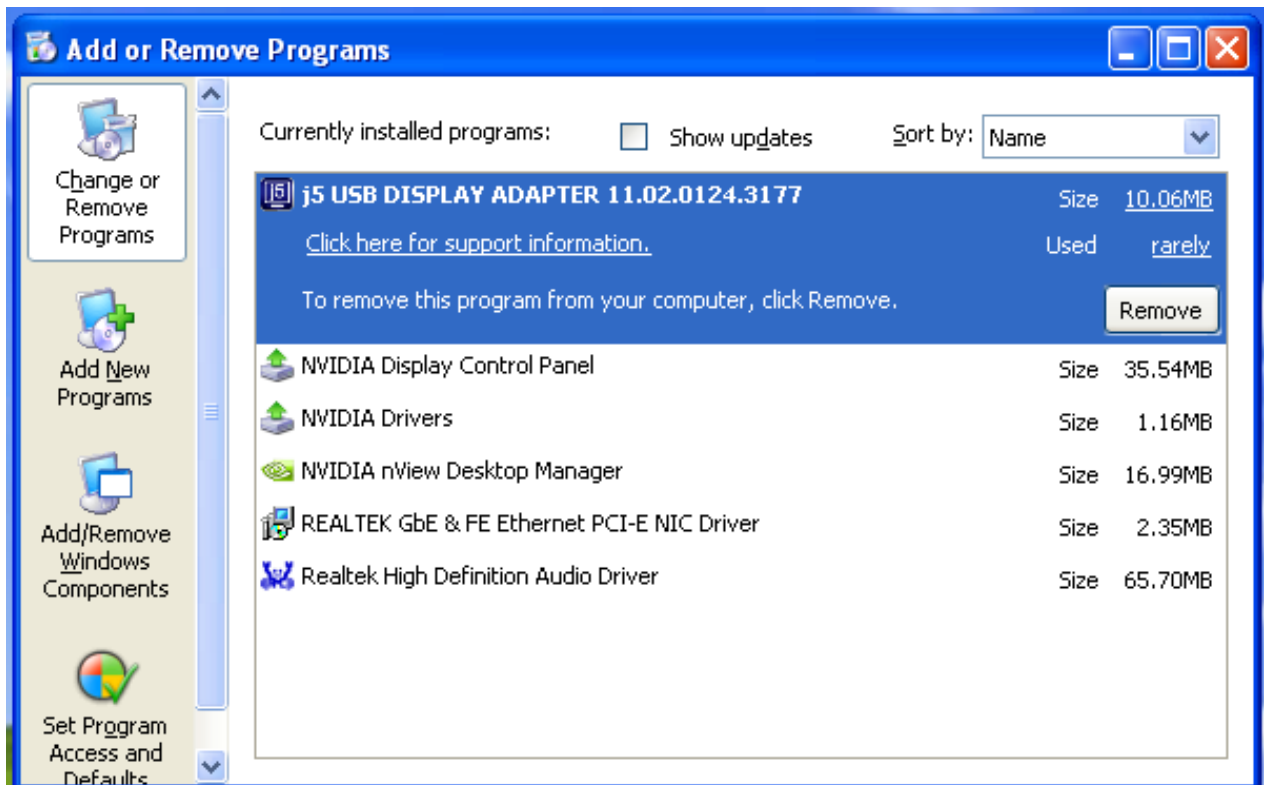 Add or Remove Programs
Change or
Remove
Programs
Add New
Programs
Add/Remove
Windows
Components
Set Program
Access and
Defaults
Currently installed programs: Show updates Sort by: Name
j5 USB DISPLAY ADAPTER 11.02.0124.3177 Size 10.06MB
Click here for support information. Used rarely
To remove this program from your computer, click Remove. Remove
NVIDIA Display Control Panel Size 35.54MB
NVIDIA Drivers Size 1.16MB
NVIDIA nView Desktop Manager Size 16.99MB
REALTEK GbE & FE Ethernet PCI-E NIC Driver Size 2.35MB
Realtek High Definition Audio Driver Size 65.70MB